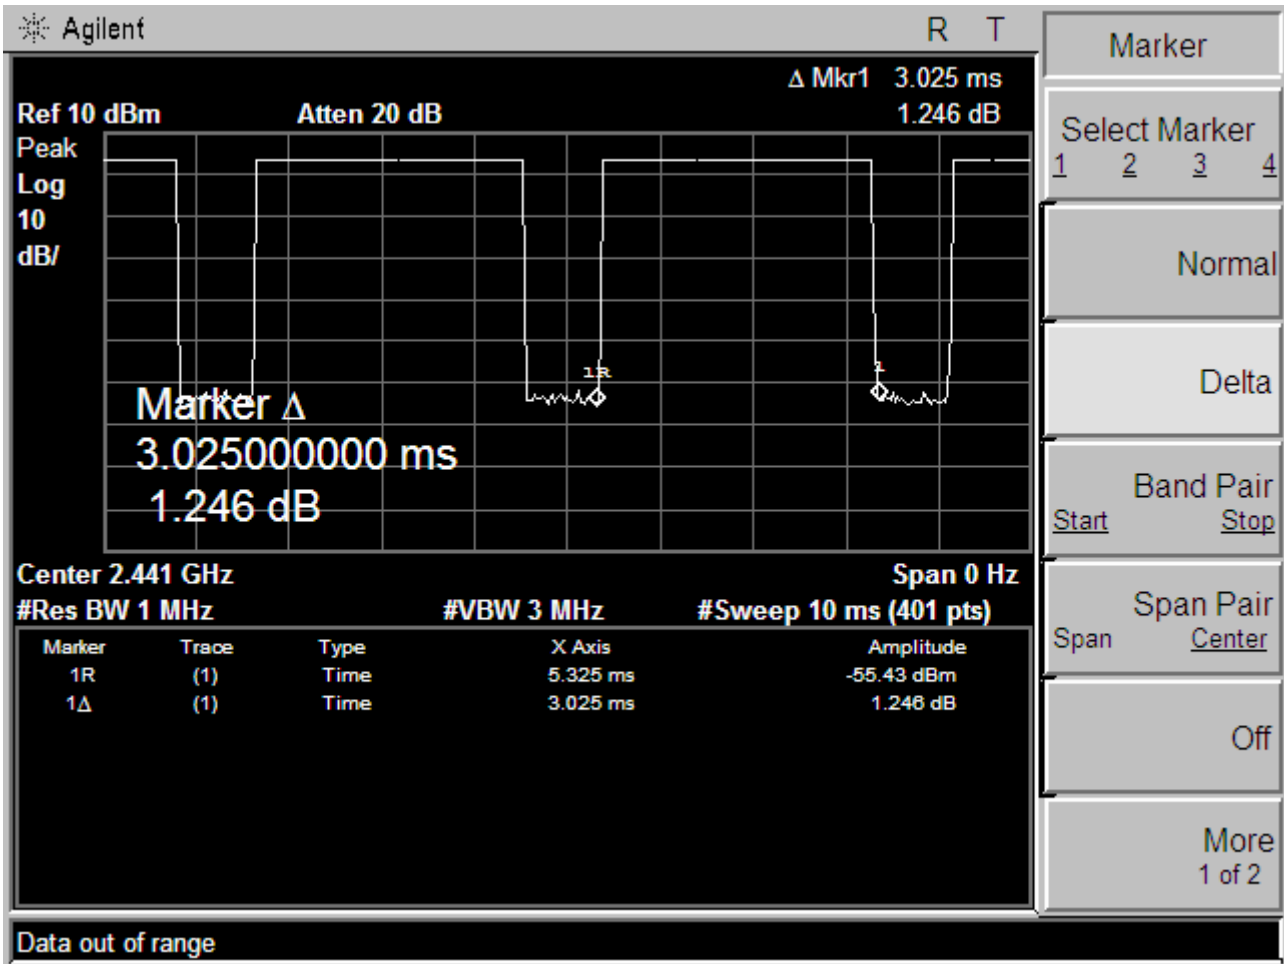 Agilent R T
Δ Mkr1 3.025 ms
Ref 10 dBm Atten 20 dB 1.246 dB
Peak
Log
10
dB/
1R
1
Marker Δ
3.025000000 ms
1.246 dB
Center 2.441 GHz Span 0 Hz
#Res BW 1 MHz #VBW 3 MHz #Sweep 10 ms (401 pts)
Marker Trace Type X Axis Amplitude
1R (1) Time 5.325 ms -55.43 dBm
1Δ (1) Time 3.025 ms 1.246 dB
Data out of range
Marker
Select Marker
1 2 3 4
Normal
Delta
Band Pair
Start Stop
Span Pair
Span Center
Off
More
1 of 2